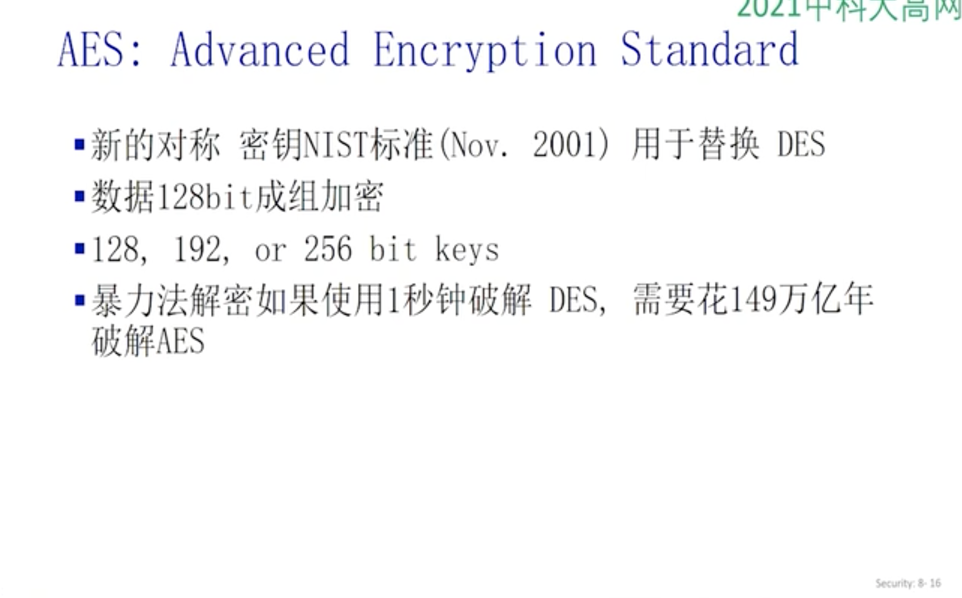 2021中科大高网
AES: Advanced Encryption Standard
▪新的对称 密钥NIST标准(Nov. 2001) 用于替换 DES
▪数据128bit成组加密
▪128, 192, or 256 bit keys
▪暴力法解密如果使用1秒钟破解 DES, 需要花149万亿年
破解AES
Security: 8- 16